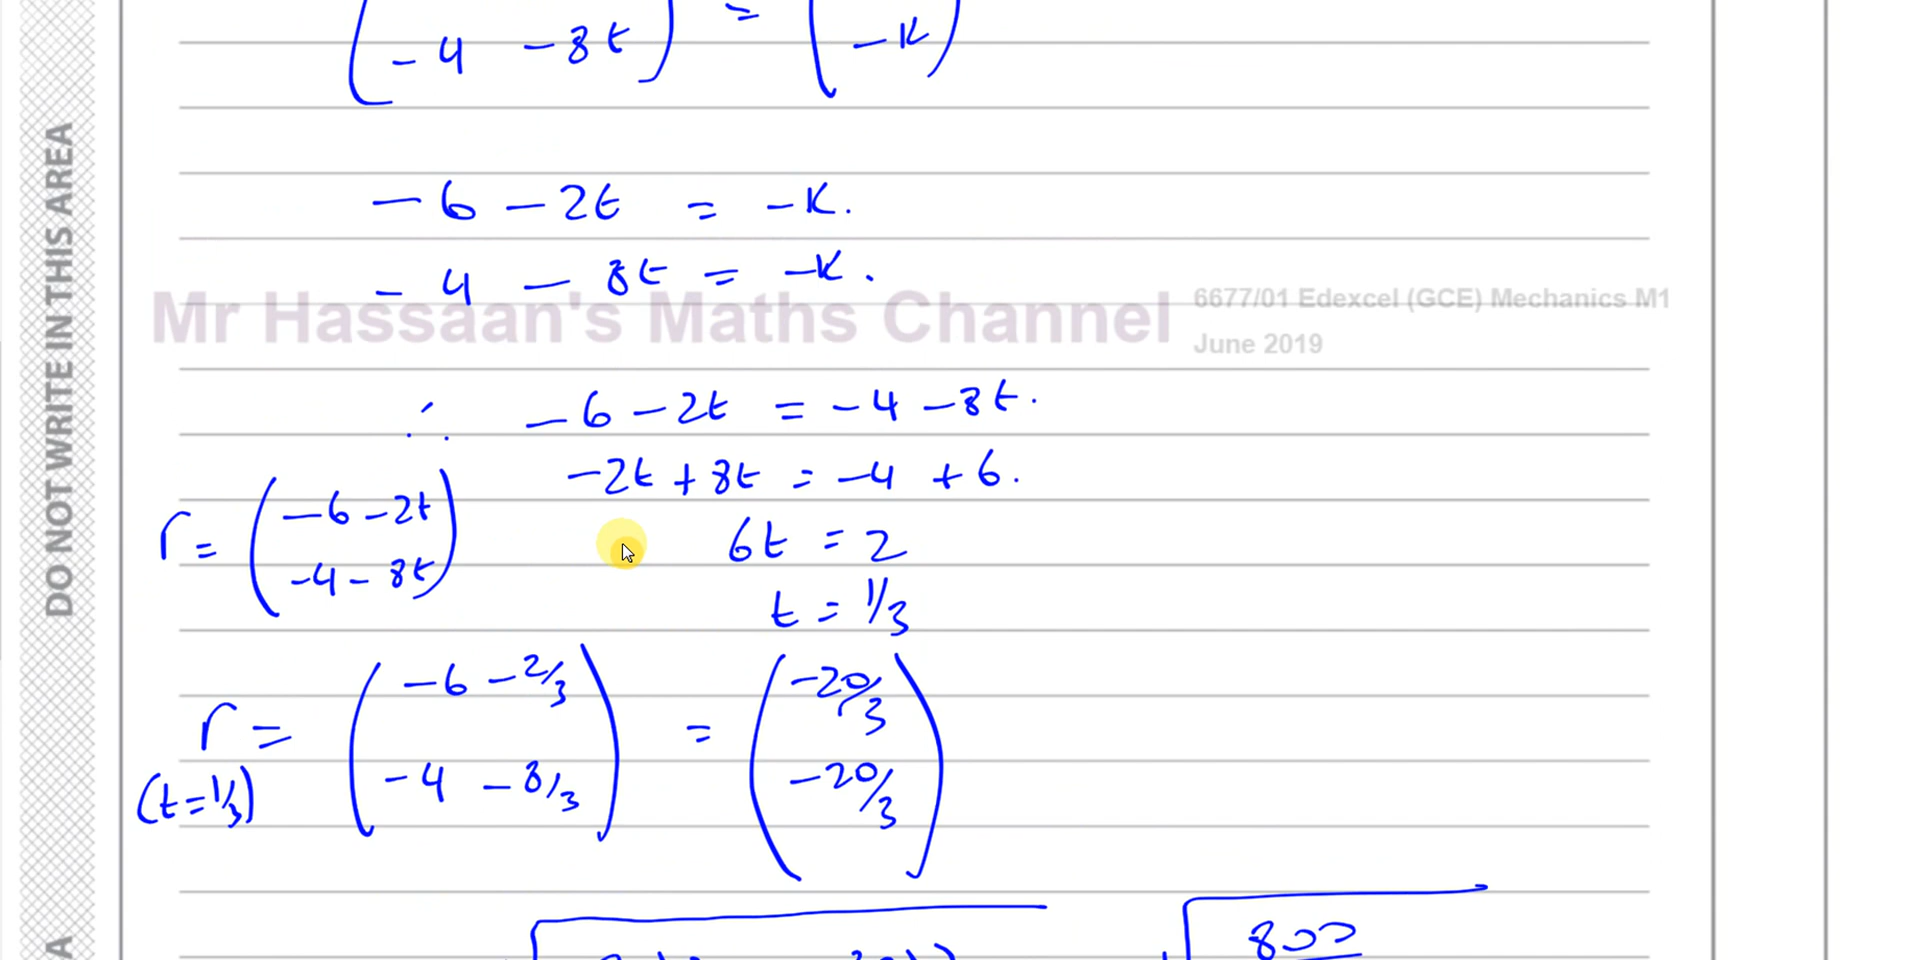 ( -4 -8t ) = ( -k )
-6 - 2t = -k.
-4 - 8t = -k.
Mr Hassaan's Maths Channel 6677/01 Edexcel (GCE) Mechanics M1
June 2019
∴ -6 - 2t = -4 - 8t.
-2t + 8t = -4 + 6.
r = ( -6 - 2t
-4 - 8t )
6t = 2
t = 1/3
r = ( -6 - 2/3 = ( -20/3
(t = 1/3) -4 - 8/3 ) -20/3 )
800
DO NOT WRITE IN THIS AREA
A